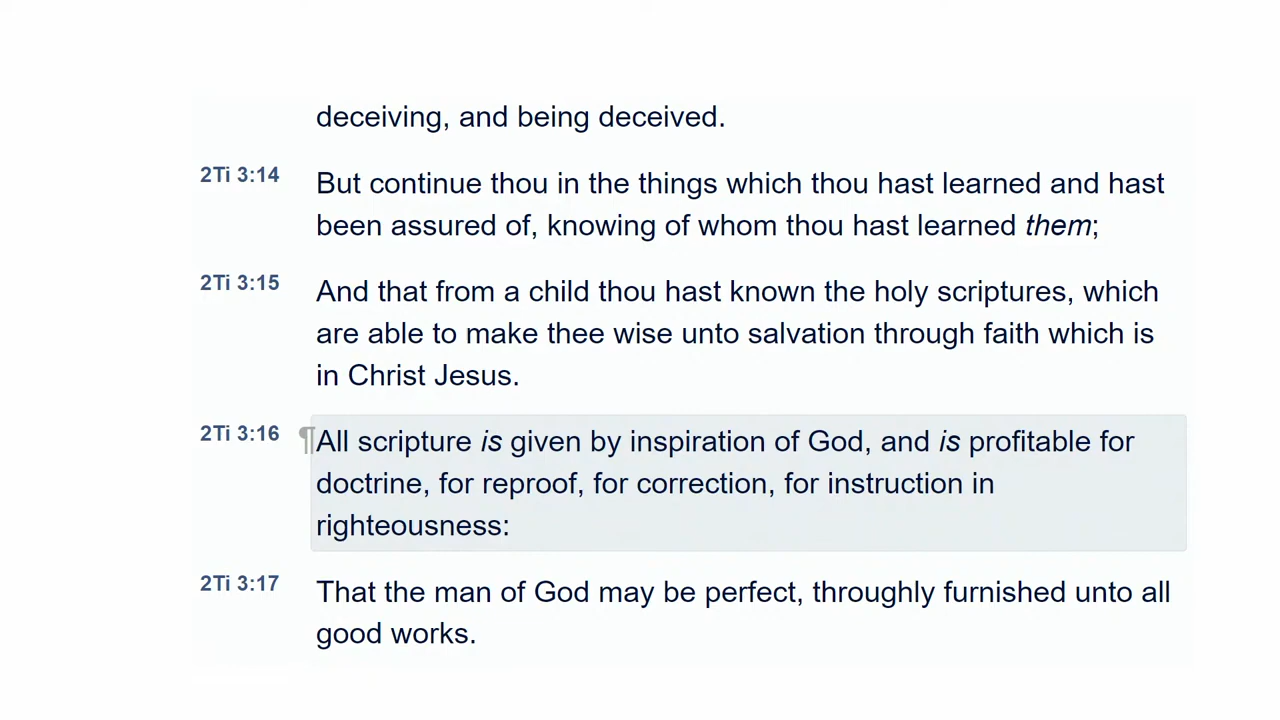 deceiving, and being deceived.
2Ti 3:14 But continue thou in the things which thou hast learned and hast
been assured of, knowing of whom thou hast learned them;
2Ti 3:15 And that from a child thou hast known the holy scriptures, which
are able to make thee wise unto salvation through faith which is
in Christ Jesus.
2Ti 3:16 ¶All scripture is given by inspiration of God, and is profitable for
doctrine, for reproof, for correction, for instruction in
righteousness:
2Ti 3:17 That the man of God may be perfect, throughly furnished unto all
good works.